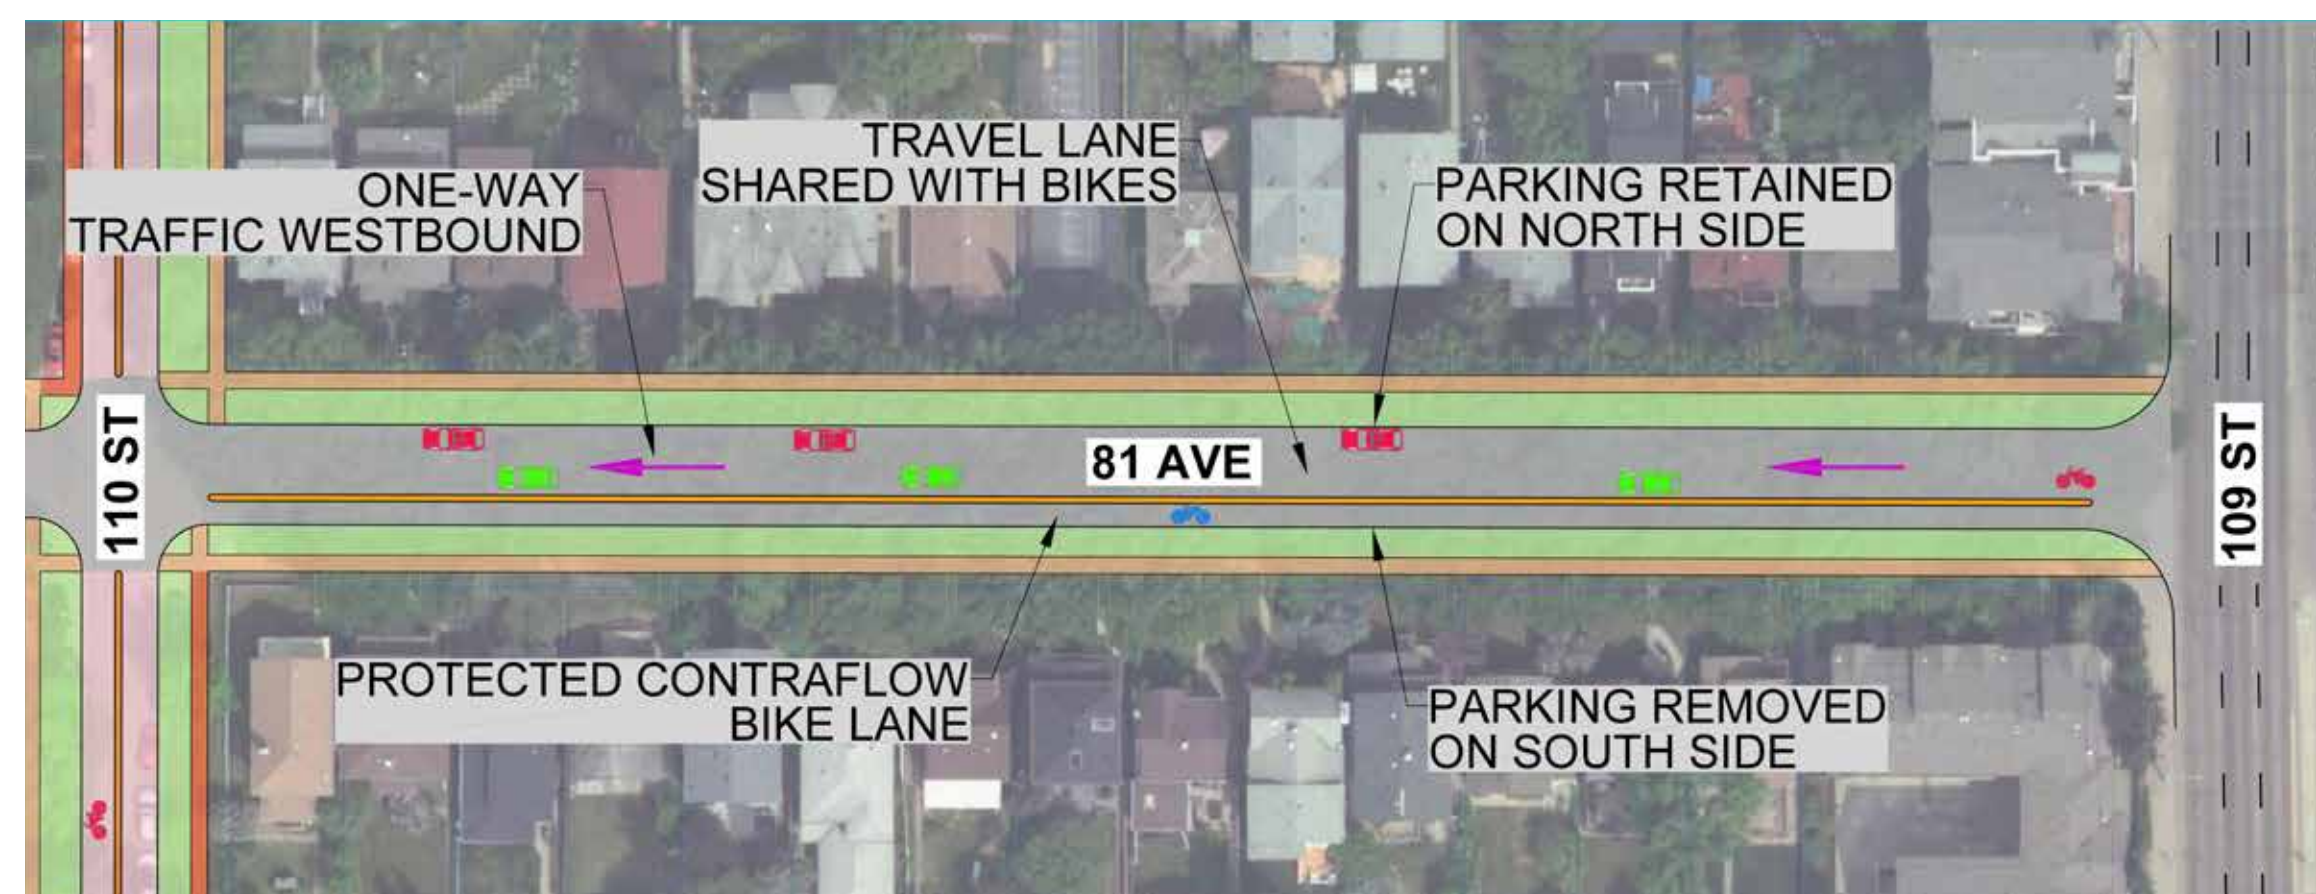 TRAVEL LANE
SHARED WITH BIKES
ONE-WAY
TRAFFIC WESTBOUND
PARKING RETAINED
ON NORTH SIDE
110 ST
81 AVE
109 ST
PROTECTED CONTRAFLOW
BIKE LANE
PARKING REMOVED
ON SOUTH SIDE